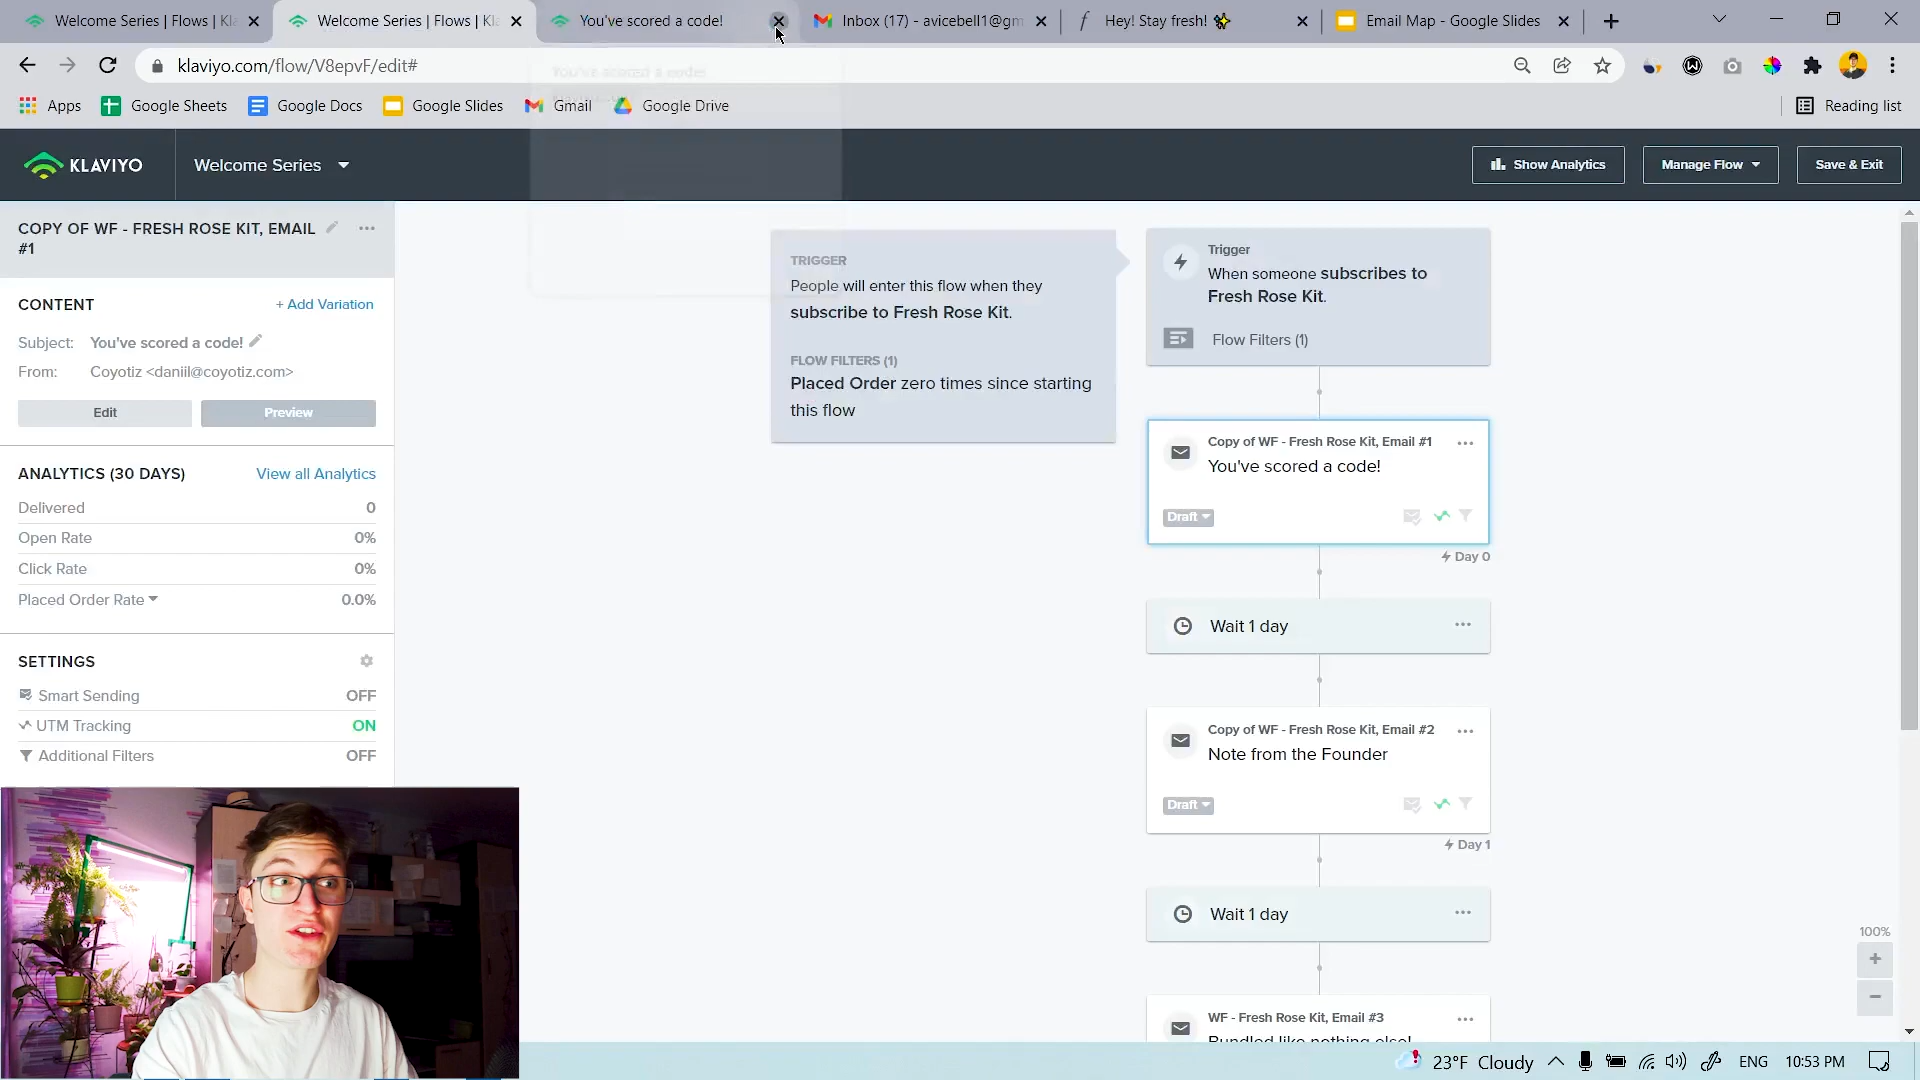 Welcome Series | Flows | Kl
Welcome Series | Flows | Kl
You've scored a code!
Inbox (17) - avicebell1@gm
Hey! Stay fresh! ✨
Email Map - Google Slides
klaviyo.com/flow/V8epvF/edit#
You've scored a code!
Apps
Google Sheets
Google Docs
Google Slides
Gmail
Google Drive
Reading list
KLAVIYO
Welcome Series
Show Analytics
Manage Flow
Save & Exit
COPY OF WF - FRESH ROSE KIT, EMAIL
#1
CONTENT
+ Add Variation
Subject: You've scored a code!
From: Coyotiz <daniil@coyotiz.com>
Edit
Preview
ANALYTICS (30 DAYS)
View all Analytics
Delivered 0
Open Rate 0%
Click Rate 0%
Placed Order Rate 0.0%
SETTINGS
Smart Sending OFF
UTM Tracking ON
Additional Filters OFF
TRIGGER
People will enter this flow when they
subscribe to Fresh Rose Kit.
FLOW FILTERS (1)
Placed Order zero times since starting
this flow
Trigger
When someone subscribes to
Fresh Rose Kit.
Flow Filters (1)
Copy of WF - Fresh Rose Kit, Email #1
You've scored a code!
Draft
Day 0
Wait 1 day
Copy of WF - Fresh Rose Kit, Email #2
Note from the Founder
Draft
Day 1
Wait 1 day
WF - Fresh Rose Kit, Email #3
Bundled like nothing else!
100%
23°F Cloudy
ENG
10:53 PM